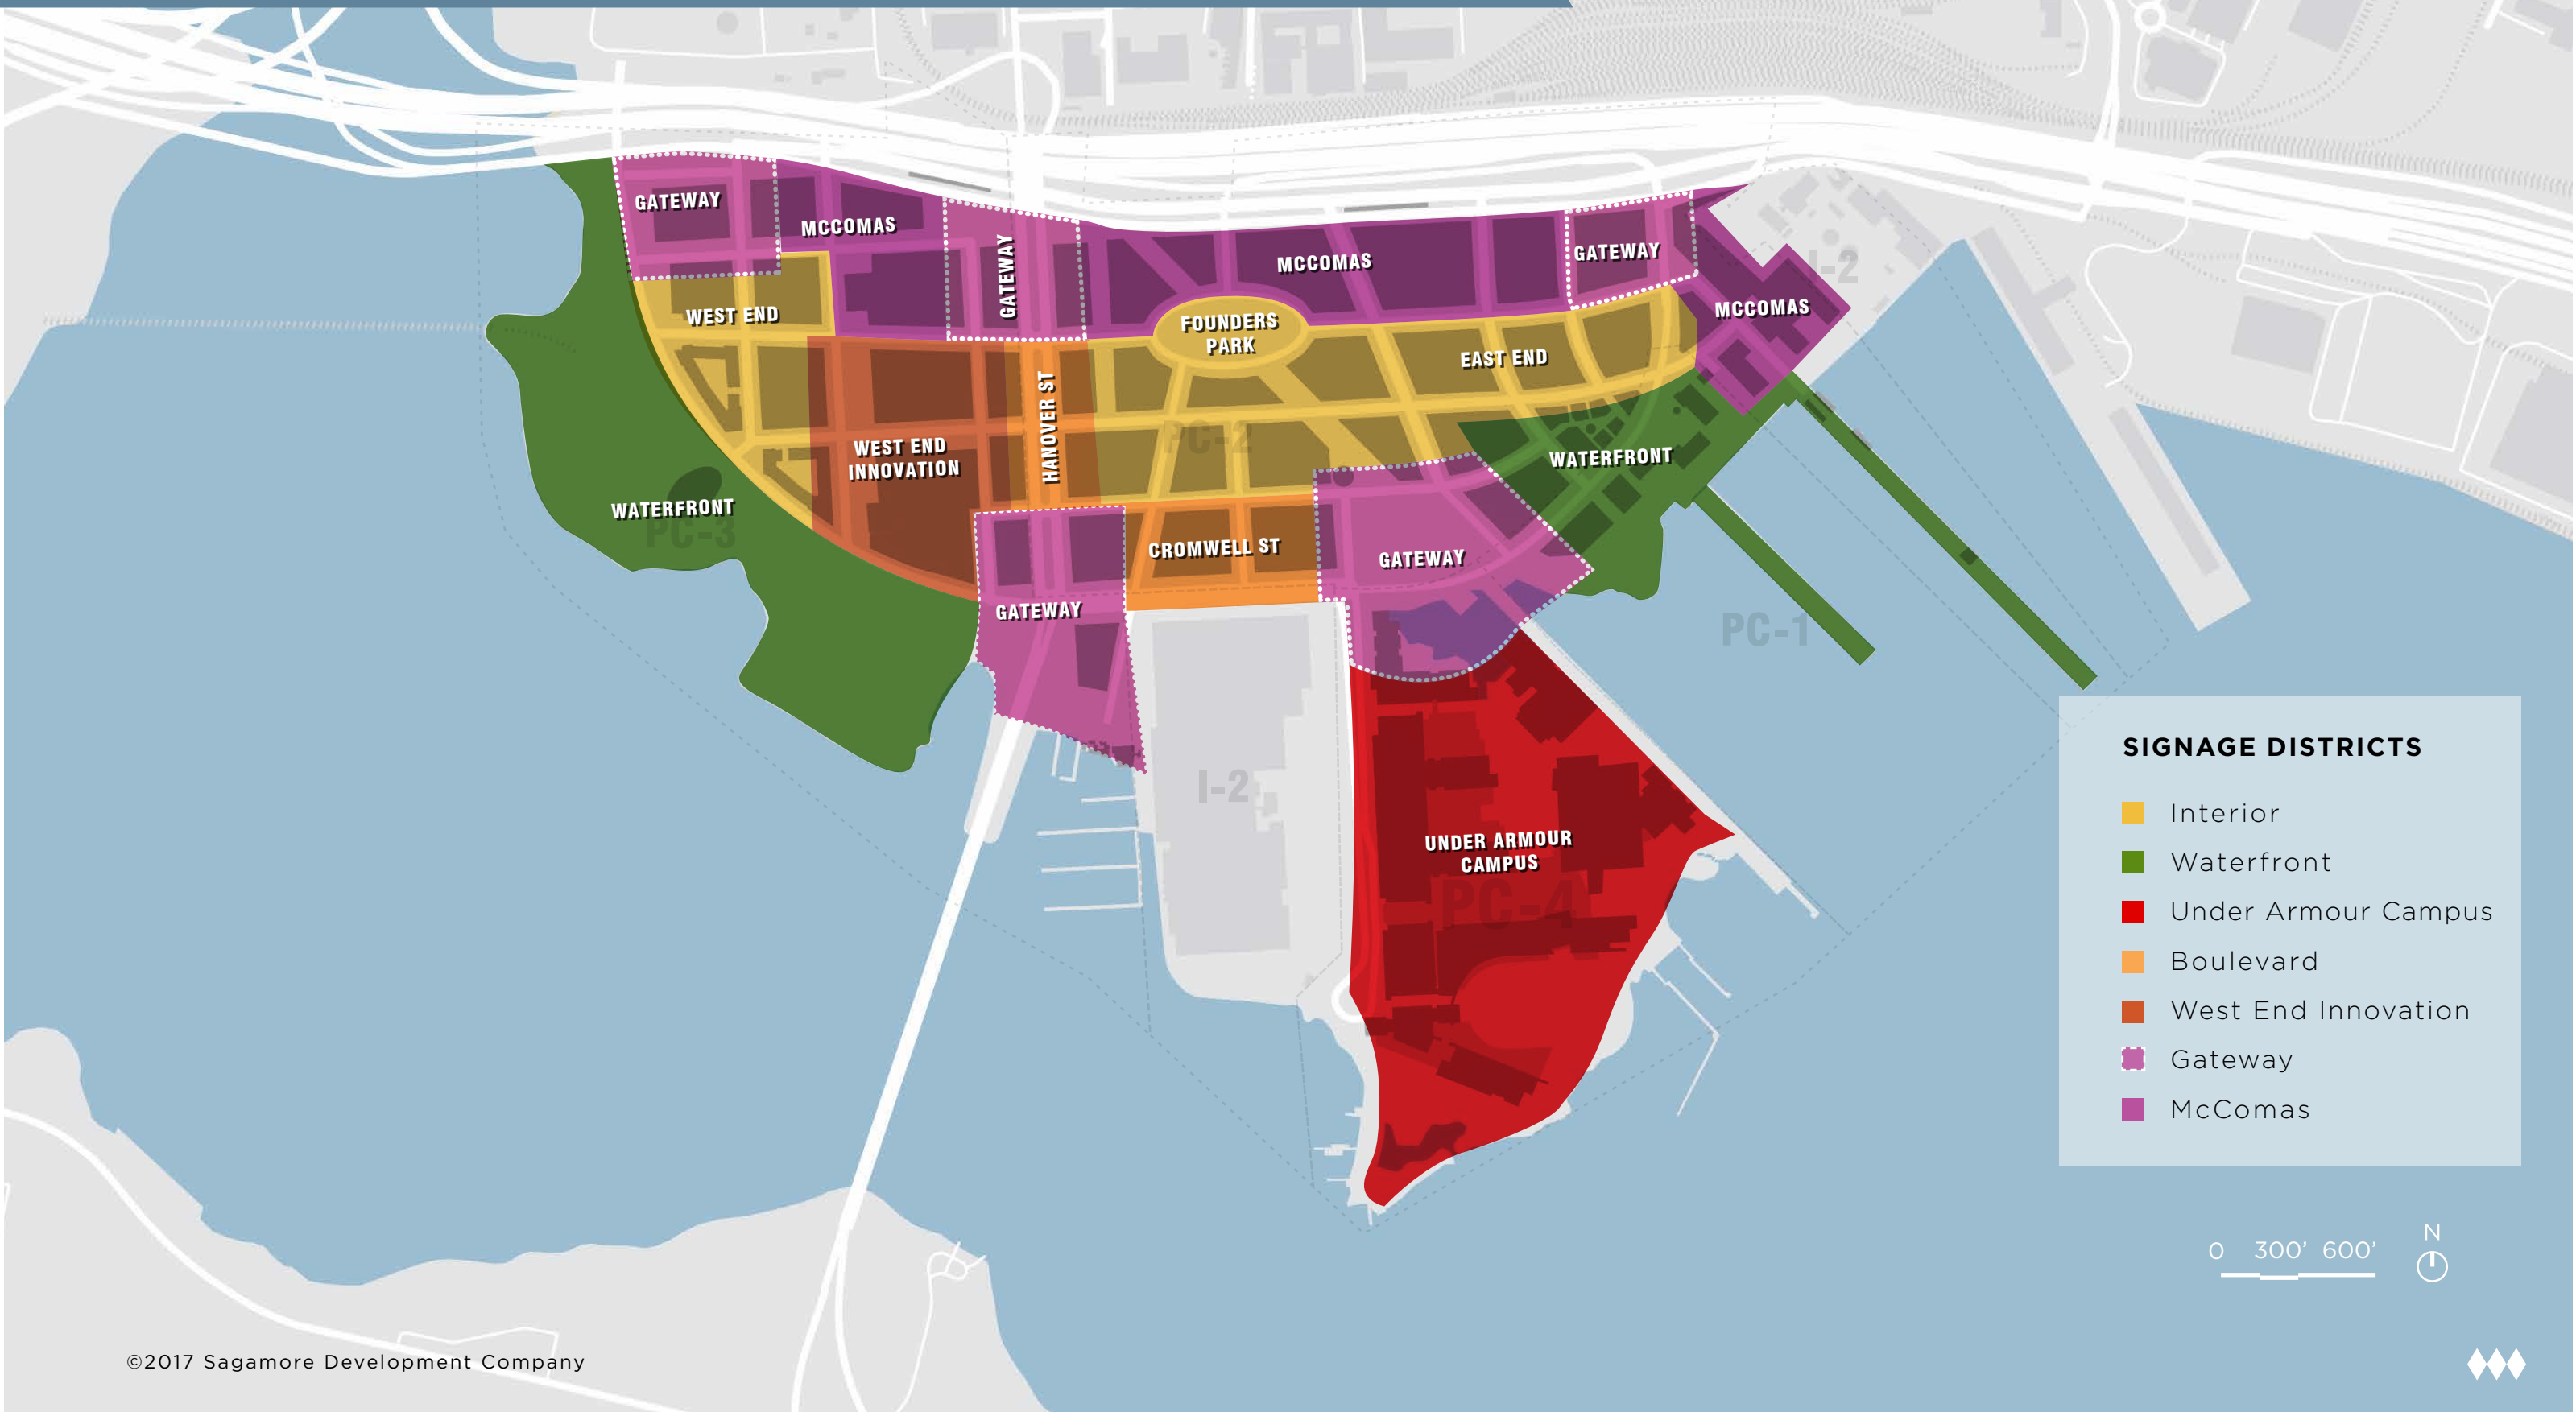 GATEWAY
MCCOMAS
GATEWAY
MCCOMAS
GATEWAY
I-2
MCCOMAS
WEST END
FOUNDERS
PARK
EAST END
HANOVER ST
PC-2
WEST END
INNOVATION
WATERFRONT
WATERFRONT
PC-3
CROMWELL ST
GATEWAY
GATEWAY
PC-1
I-2
UNDER ARMOUR
CAMPUS
PC-4
SIGNAGE DISTRICTS
Interior
Waterfront
Under Armour Campus
Boulevard
West End Innovation
Gateway
McComas
N
0 300' 600'
©2017 Sagamore Development Company